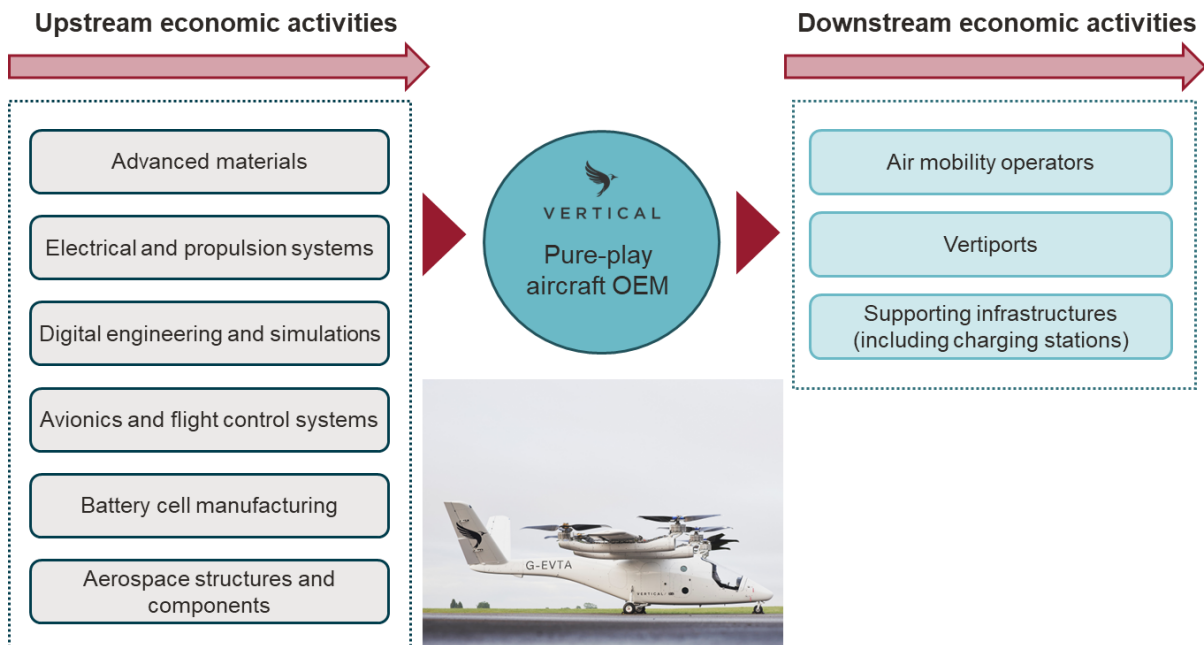 Upstream economic activities
Downstream economic activities
Advanced materials
Electrical and propulsion systems
Digital engineering and simulations
Avionics and flight control systems
Battery cell manufacturing
Aerospace structures and
components
VERTICAL
Pure-play
aircraft OEM
G-EVTA
VERTICAL
Air mobility operators
Vertiports
Supporting infrastructures
(including charging stations)